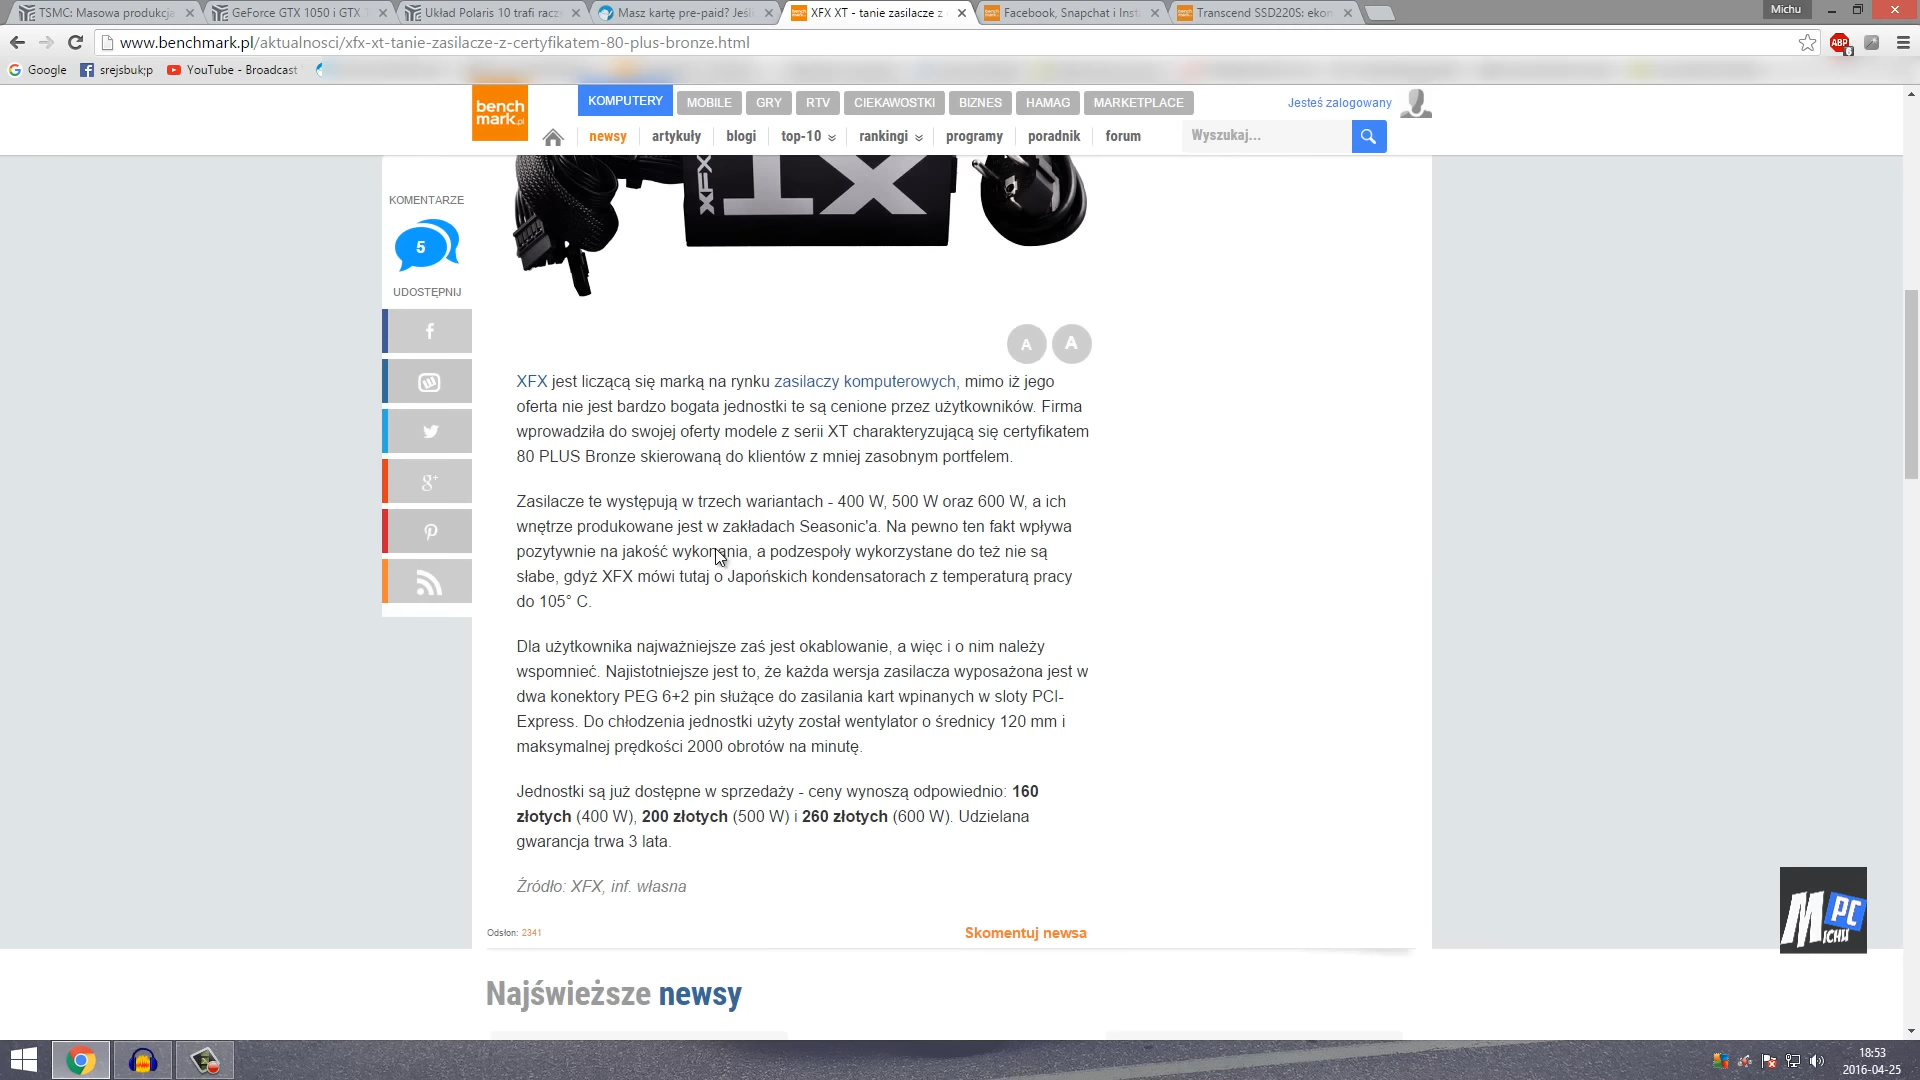 TSMC: Masowa produkcja
GeForce GTX 1050 i GTX 1
Układ Polaris 10 trafi racz
Masz kartę pre-paid? Jeśli
XFX XT - tanie zasilacze z
Facebook, Snapchat i Inst
Transcend SSD220S: ekon
Michu
www.benchmark.pl/aktualnosci/xfx-xt-tanie-zasilacze-z-certyfikatem-80-plus-bronze.html
ABP
6
Google
srejsbuk;p
YouTube - Broadcast
bench
mark.pl
KOMPUTERY
MOBILE
GRY
RTV
CIEKAWOSTKI
BIZNES
HAMAG
MARKETPLACE
Jesteś zalogowany
newsy
artykuły
blogi
top-10
rankingi
programy
poradnik
forum
Wyszukaj...
XFX
XT
KOMENTARZE
5
UDOSTĘPNIJ
A A
XFX jest liczącą się marką na rynku zasilaczy komputerowych, mimo iż jego
oferta nie jest bardzo bogata jednostki te są cenione przez użytkowników. Firma
wprowadziła do swojej oferty modele z serii XT charakteryzującą się certyfikatem
80 PLUS Bronze skierowaną do klientów z mniej zasobnym portfelem.
Zasilacze te występują w trzech wariantach - 400 W, 500 W oraz 600 W, a ich
wnętrze produkowane jest w zakładach Seasonic'a. Na pewno ten fakt wpływa
pozytywnie na jakość wykonania, a podzespoły wykorzystane do też nie są
słabe, gdyż XFX mówi tutaj o Japońskich kondensatorach z temperaturą pracy
do 105° C.
Dla użytkownika najważniejsze zaś jest okablowanie, a więc i o nim należy
wspomnieć. Najistotniejsze jest to, że każda wersja zasilacza wyposażona jest w
dwa konektory PEG 6+2 pin służące do zasilania kart wpinanych w sloty PCI-
Express. Do chłodzenia jednostki użyty został wentylator o średnicy 120 mm i
maksymalnej prędkości 2000 obrotów na minutę.
Jednostki są już dostępne w sprzedaży - ceny wynoszą odpowiednio: 160
złotych (400 W), 200 złotych (500 W) i 260 złotych (600 W). Udzielana
gwarancja trwa 3 lata.
Źródło: XFX, inf. własna
Odsłon: 2341
Skomentuj newsa
Najświeższe newsy
MICHU PC
18:53
2016-04-25